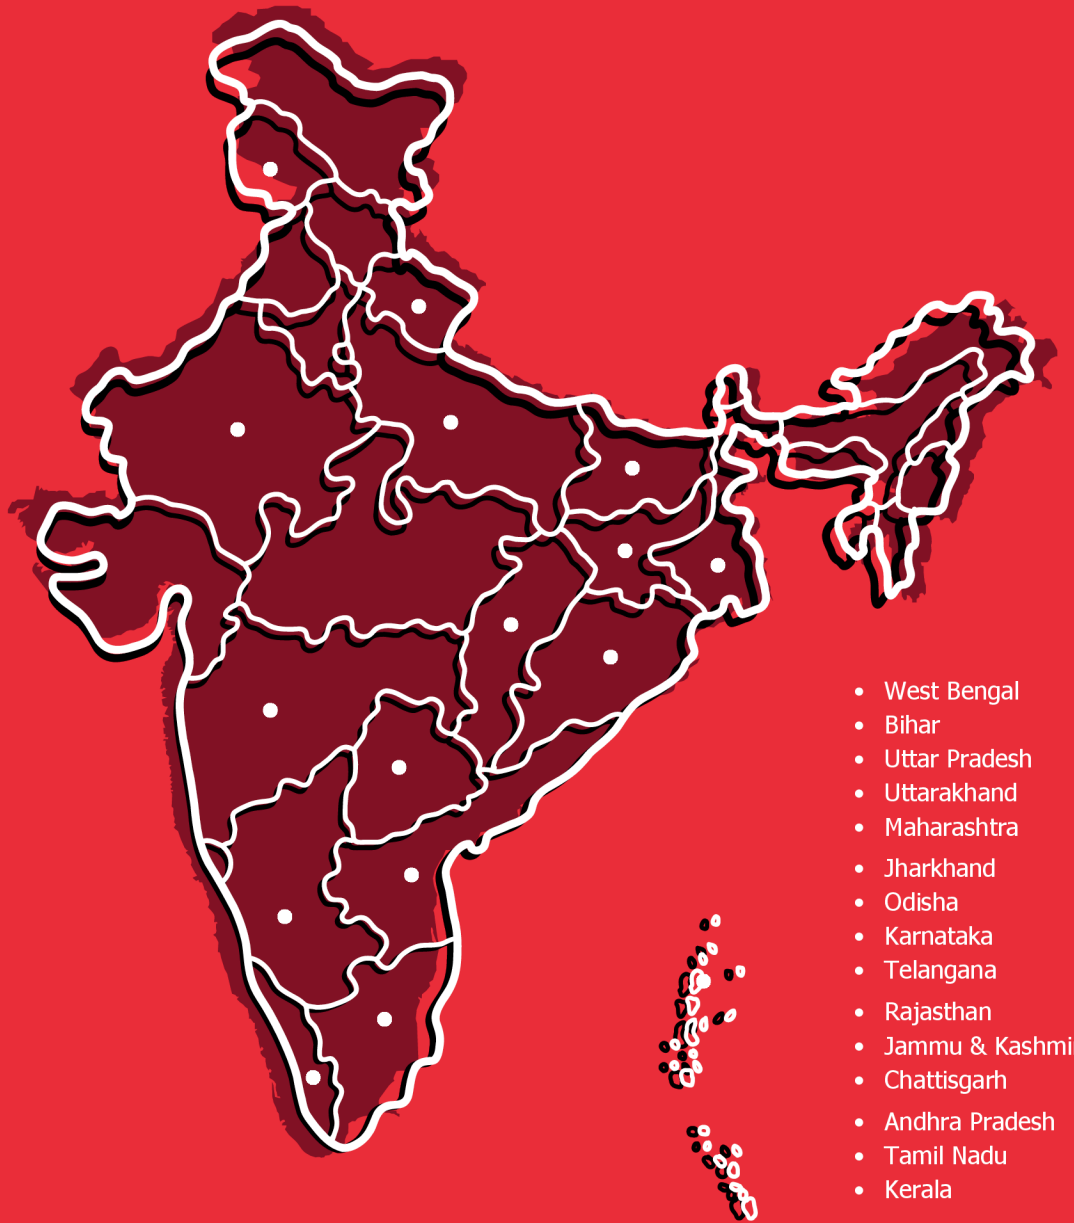 • West Bengal
• Bihar
• Uttar Pradesh
• Uttarakhand
• Maharashtra
• Jharkhand
• Odisha
• Karnataka
• Telangana
• Rajasthan
• Jammu & Kashmi
• Chattisgarh
• Andhra Pradesh
• Tamil Nadu
• Kerala